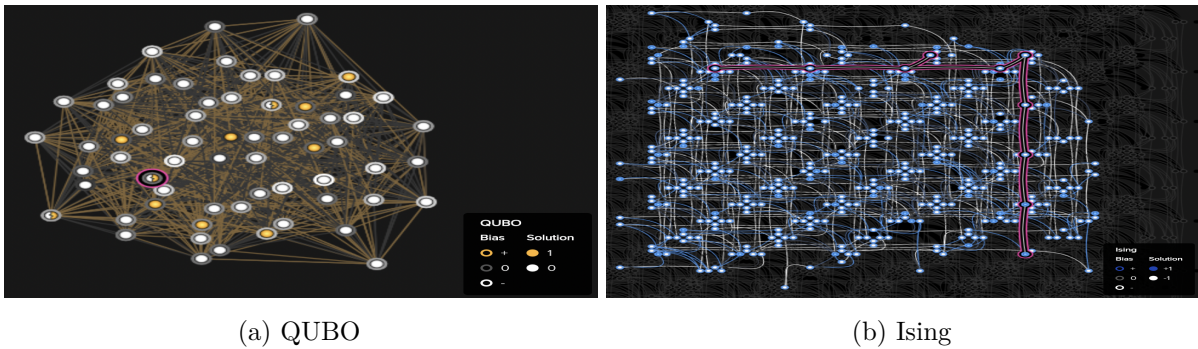 QUBO
Bias Solution
+ 1
0 0
-
Ising
Bias Solution
+ +1
0 -1
-
(a) QUBO
(b) Ising